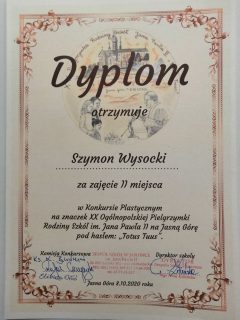 Dyplom
otrzymuje
Szymon Wysocki
za zajęcie II miejsca
w Konkursie Plastycznym
na znaczek XX Ogólnopolskiej Pielgrzymki
Rodziny Szkół im. Jana Pawła II na Jasną Górę
pod hasłem: „Totus Tuus".
Komisja Konkursowa
Dyrektor szkoły
Jasna Góra 8.10.2020 roku